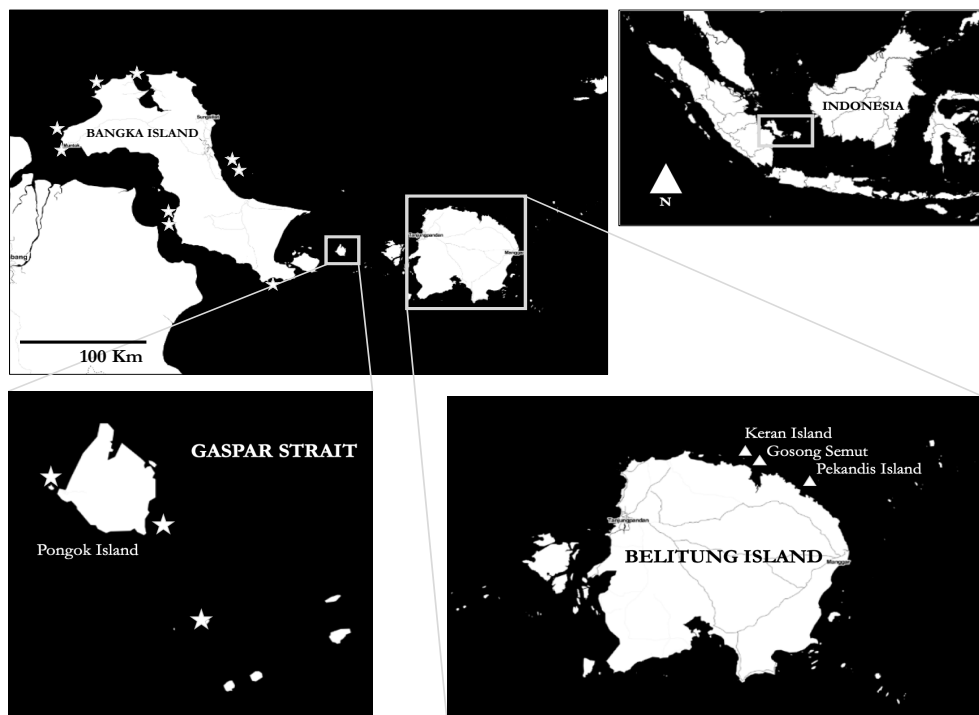 BANGKA ISLAND
Muntok
Tanjungpandan
Manggar
bang
100 Km
INDONESIA
N
GASPAR STRAIT
Pongok Island
Keran Island
Gosong Semut
Pekandis Island
Tanjungpandan
BELITUNG ISLAND
Manggar